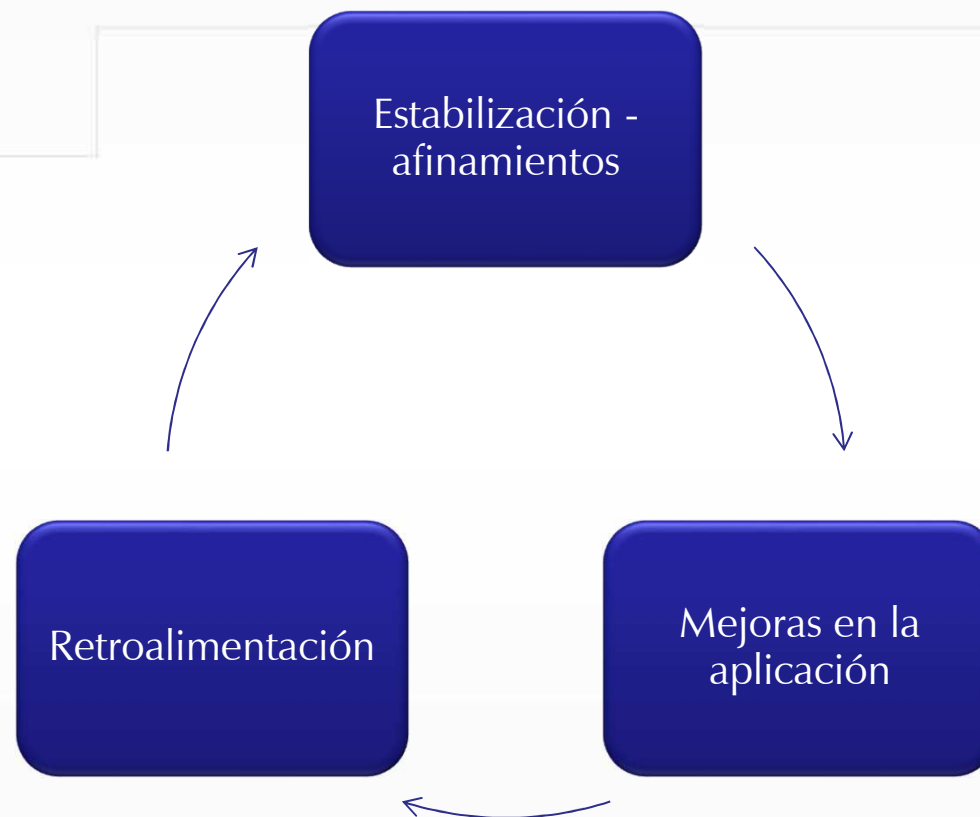 Estabilización -
afinamientos
Retroalimentación
Mejoras en la
aplicación